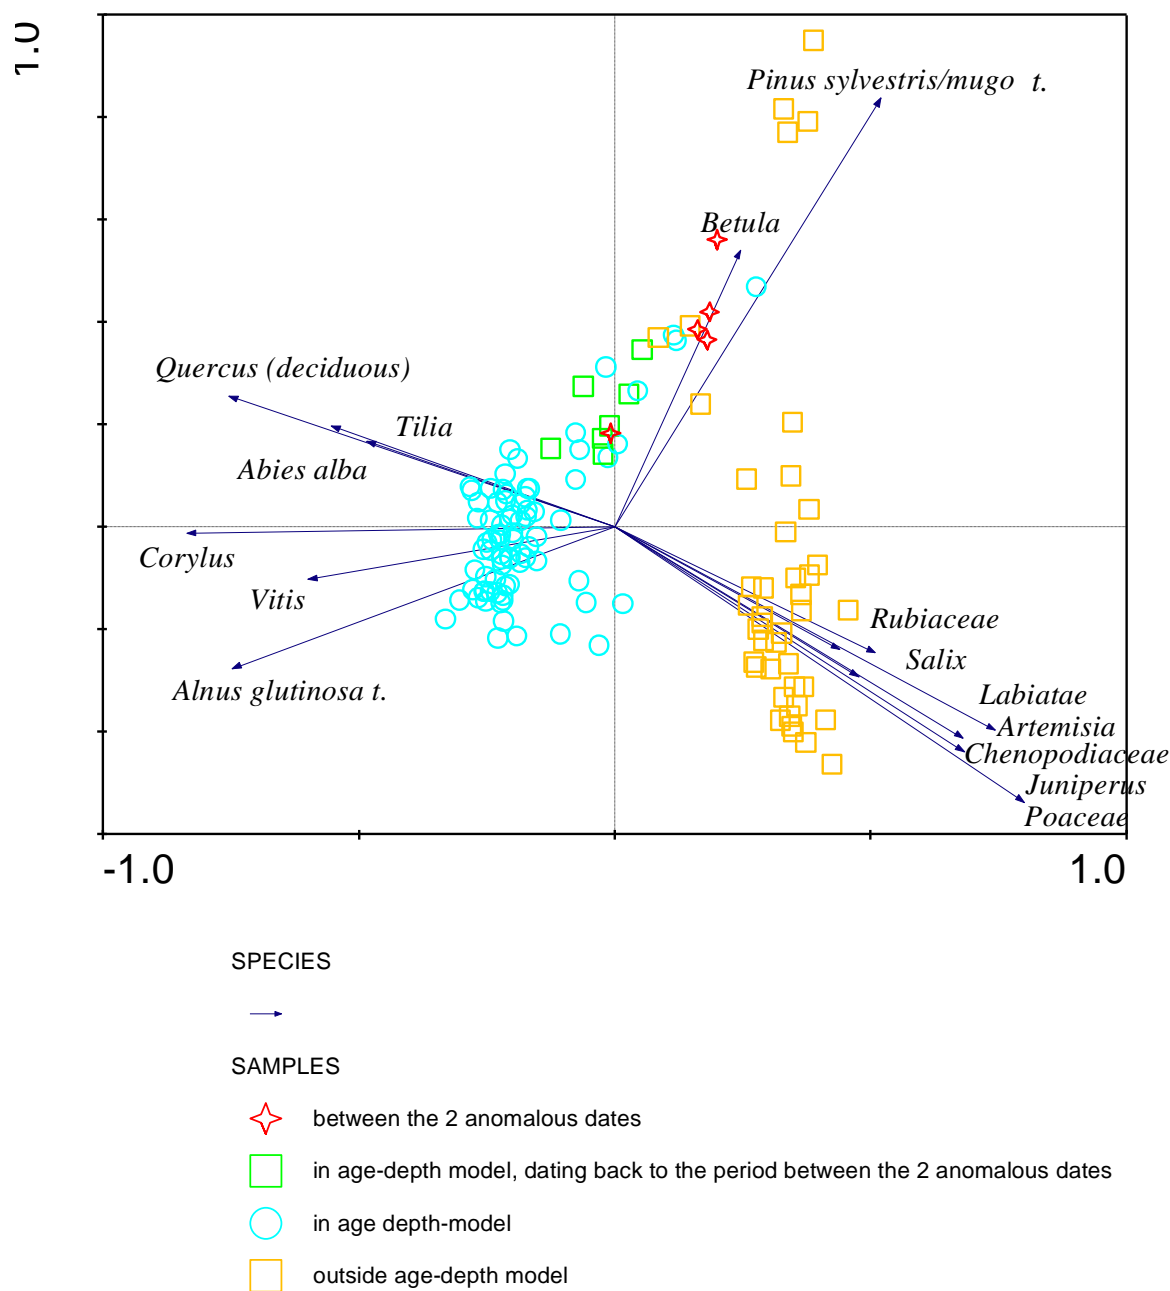 1.0
Pinus sylvestris/mugo t.
Betula
Quercus (deciduous)
Tilia
Abies alba
Corylus
Vitis
Alnus glutinosa t.
Rubiaceae
Salix
Labiatae
Artemisia
Chenopodiaceae
Juniperus
Poaceae
-1.0 1.0
SPECIES
SAMPLES
between the 2 anomalous dates
in age-depth model, dating back to the period between the 2 anomalous dates
in age depth-model
outside age-depth model